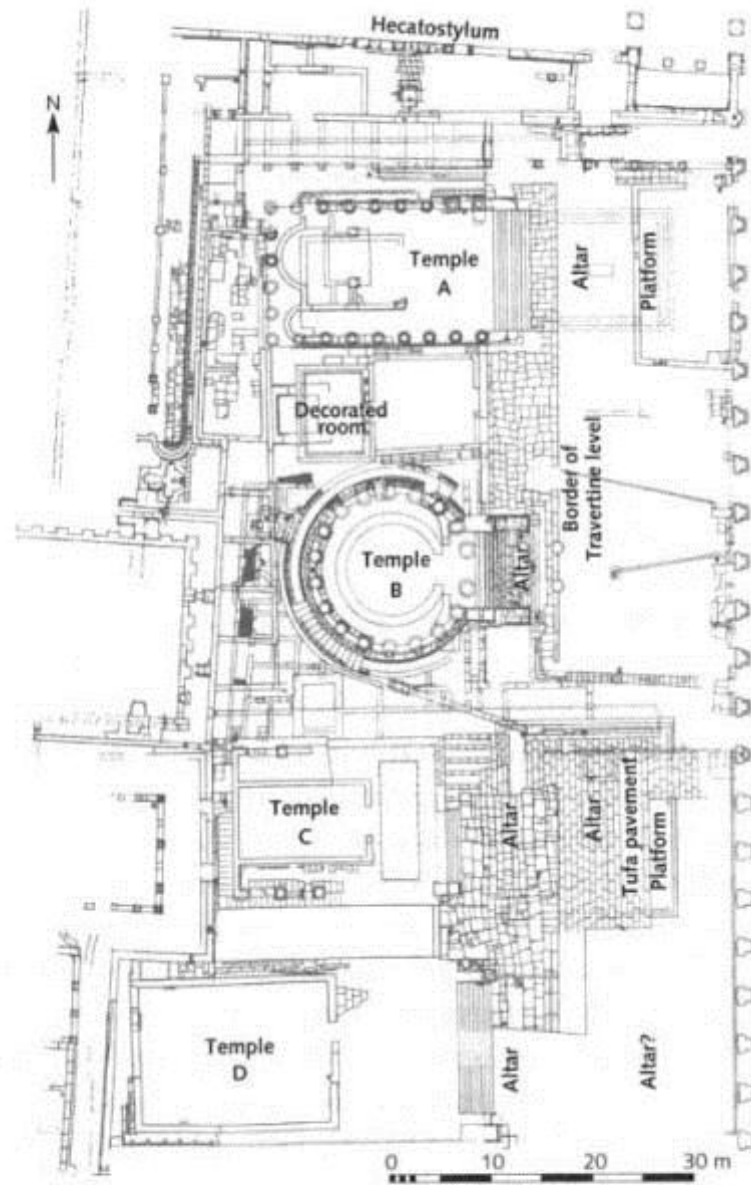 Hecatostylum
N
Temple
A
Altar
Platform
Decorated
room
Border of
Travertine level
Temple
B
Altar
Temple
C
Altar
Altar
Tufa pavement
Platform
Temple
D
Altar
Altar?
0 10 20 30 m